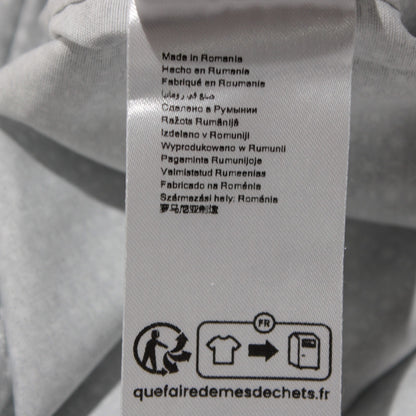 Made in Romania
Hecho en Rumania
Fabriqué en Roumanie
صنع في رومانيا
Сделано в Румынии
Ražots Rumānijā
Izdelano v Romuniji
Wyprodukowano w Rumunii
Pagaminta Rumunijoje
Valmistatud Rumeenias
Fabricado na Roménia
Származási hely: Románia
罗马尼亚制造
FR
quefairedemesdechets.fr